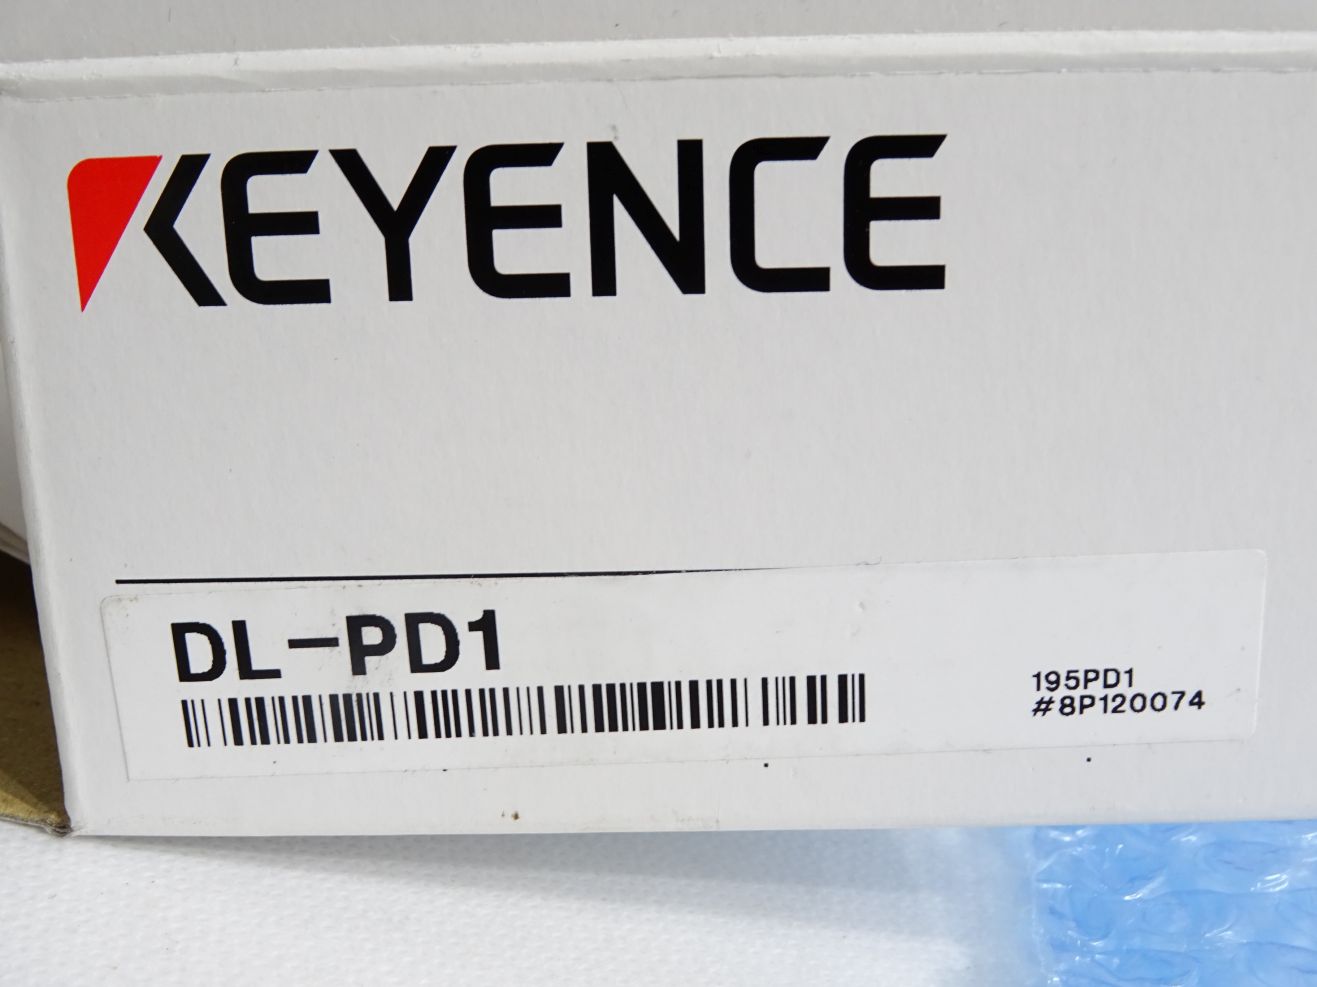 KEYENCE
DL-PD1
195PD1
#8P120074